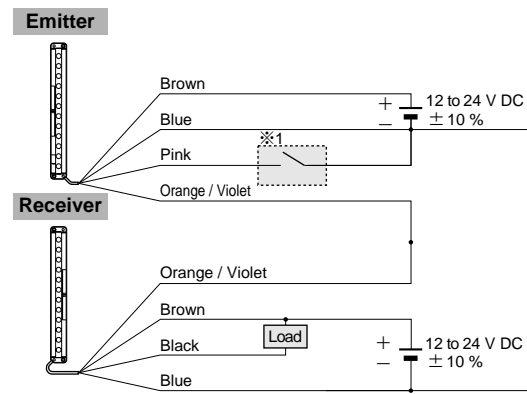 Emitter
Brown
+
12 to 24 V DC
Blue
−
± 10 %
※1
Pink
Orange / Violet
Receiver
Orange / Violet
Brown
Load
+
12 to 24 V DC
Black
−
± 10 %
Blue